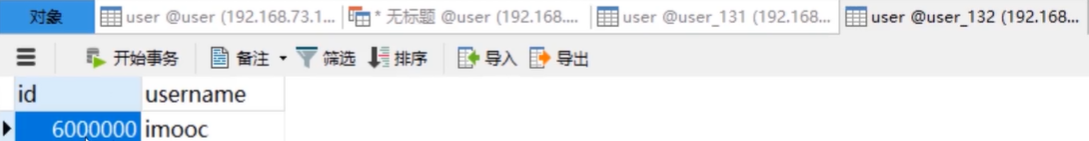 对象 user @user (192.168.73.1... * 无标题 @user (192.168.... user @user_131 (192.168... user @user_132 (192.168...
开始事务 备注 筛选 排序 导入 导出
id username
6000000 imooc